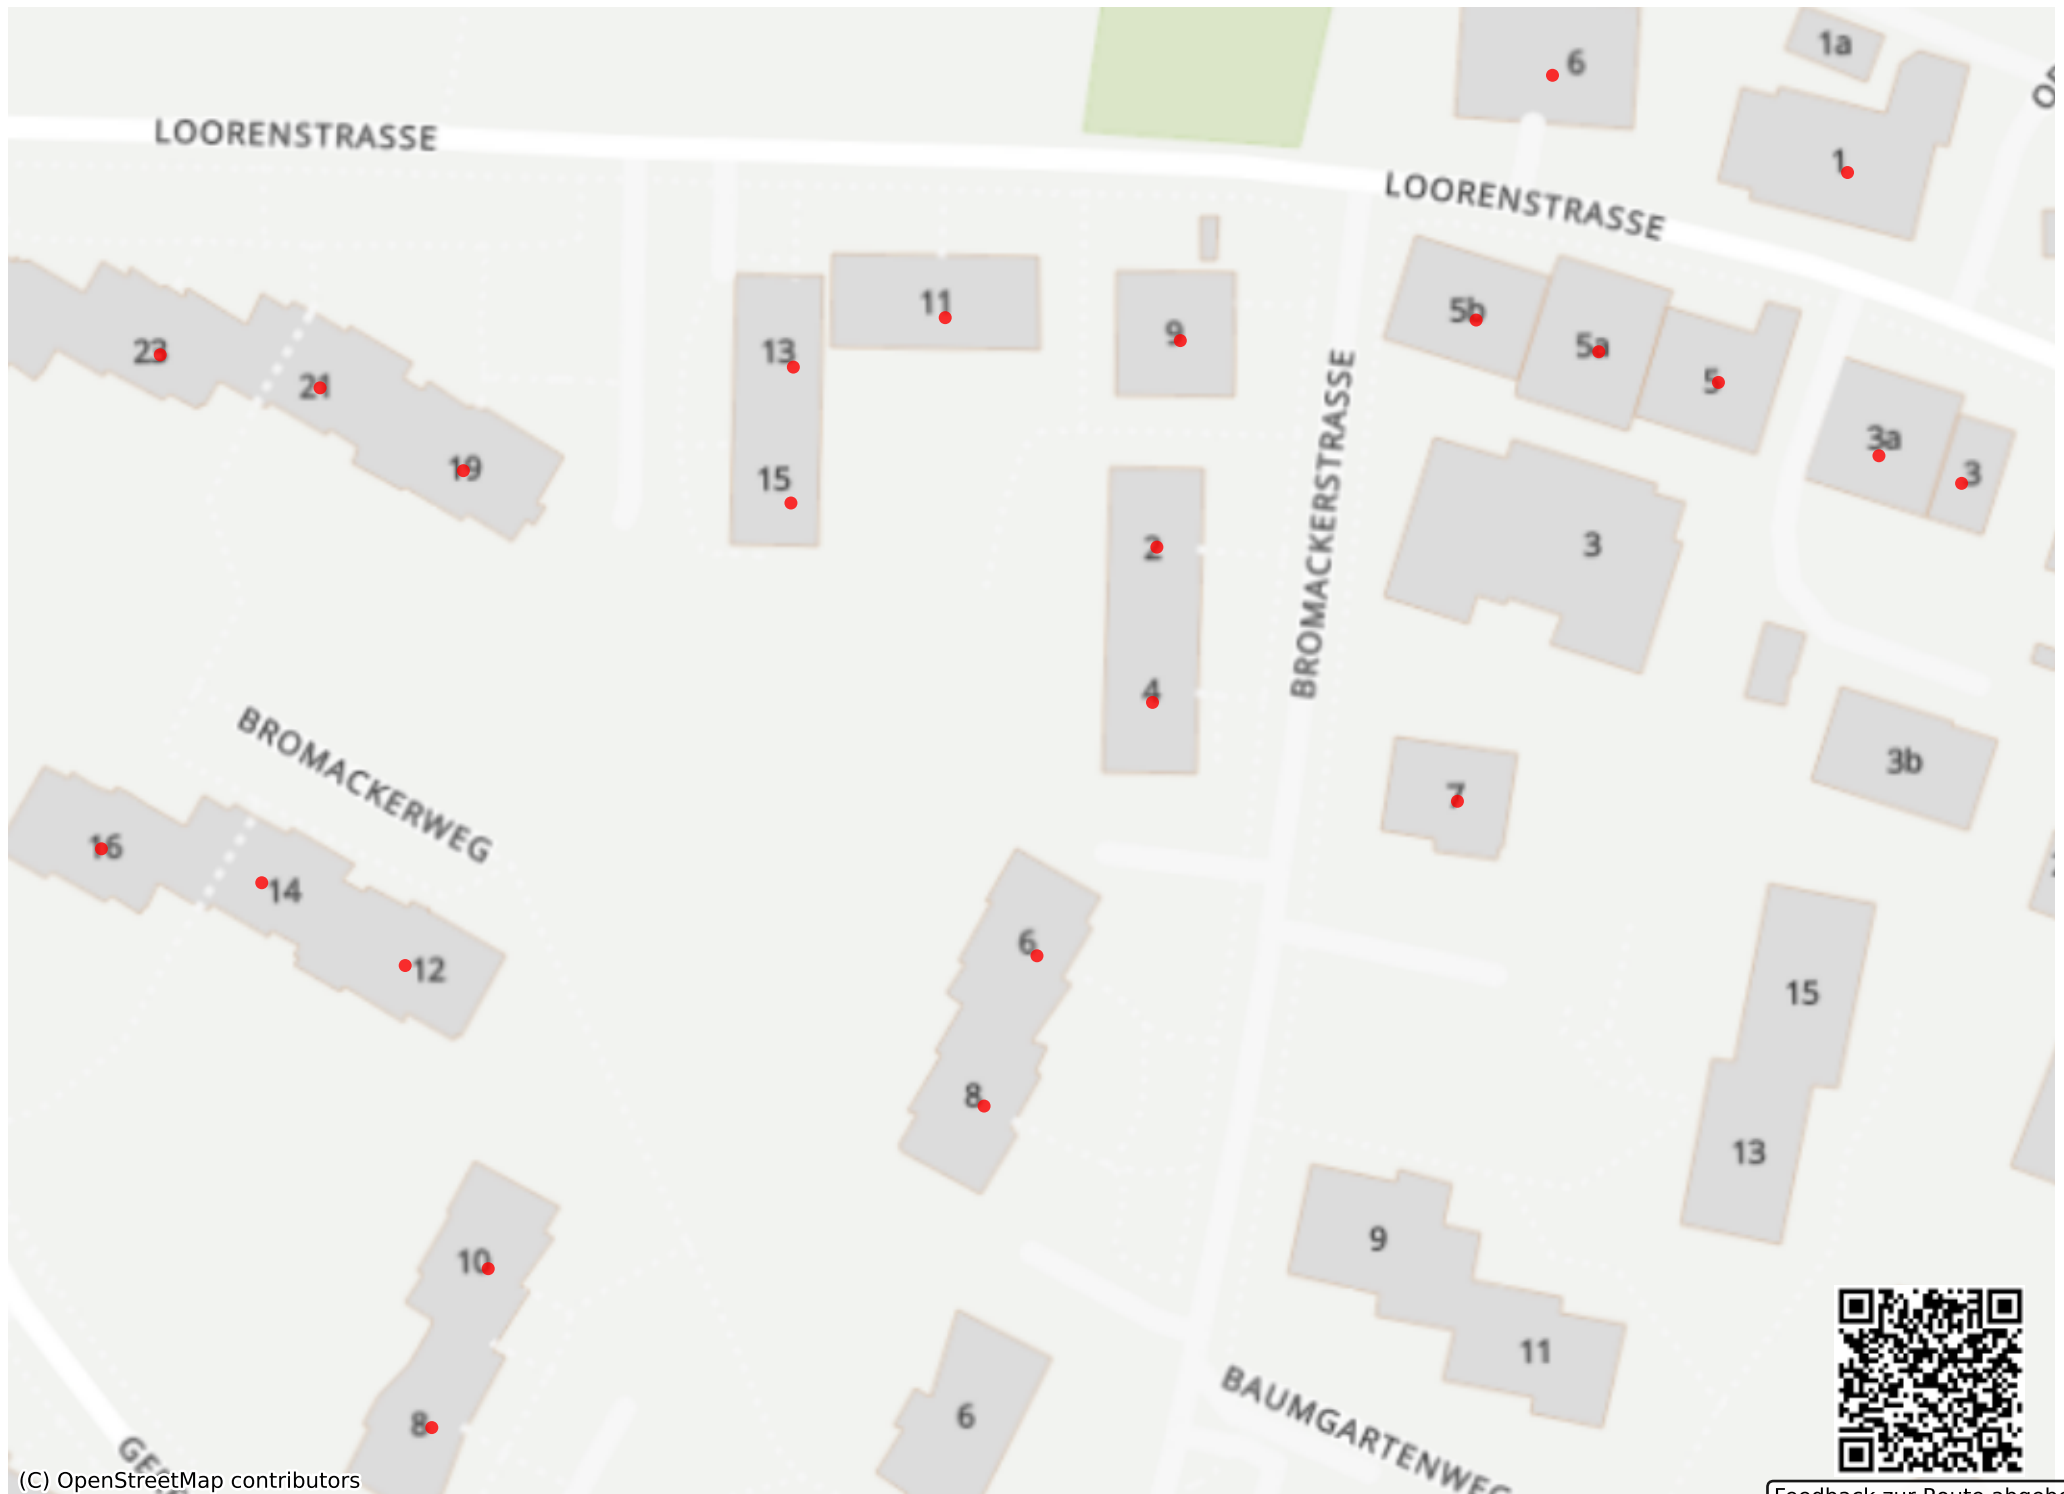 6
1a
1
LOORENSTRASSE
LOORENSTRASSE
11
13
9
5b
5a
5
23
21
19
15
3a
3
BROMACKERSTRASSE
2
3
4
BROMACKERWEG
7
3b
16
14
12
6
15
8
13
10
9
11
8
6
BAUMGARTENWEG
(C) OpenStreetMap contributors